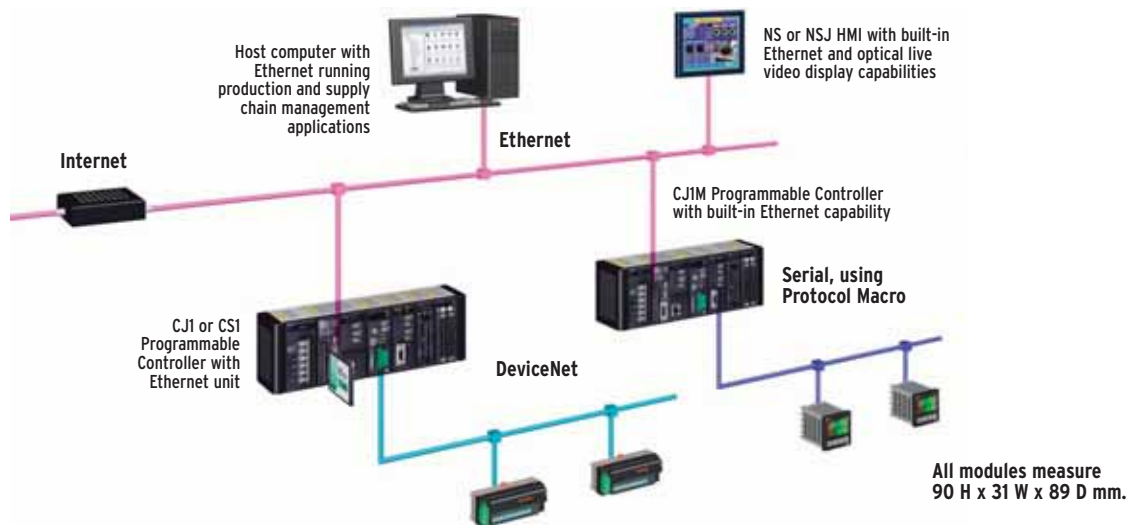 Host computer with
Ethernet running
production and supply
chain management
applications
NS or NSJ HMI with built-in
Ethernet and optical live
video display capabilities
Ethernet
Internet
CJ1M Programmable Controller
with built-in Ethernet capability
Serial, using
Protocol Macro
CJ1 or CS1
Programmable
Controller with
Ethernet unit
DeviceNet
All modules measure
90 H x 31 W x 89 D mm.